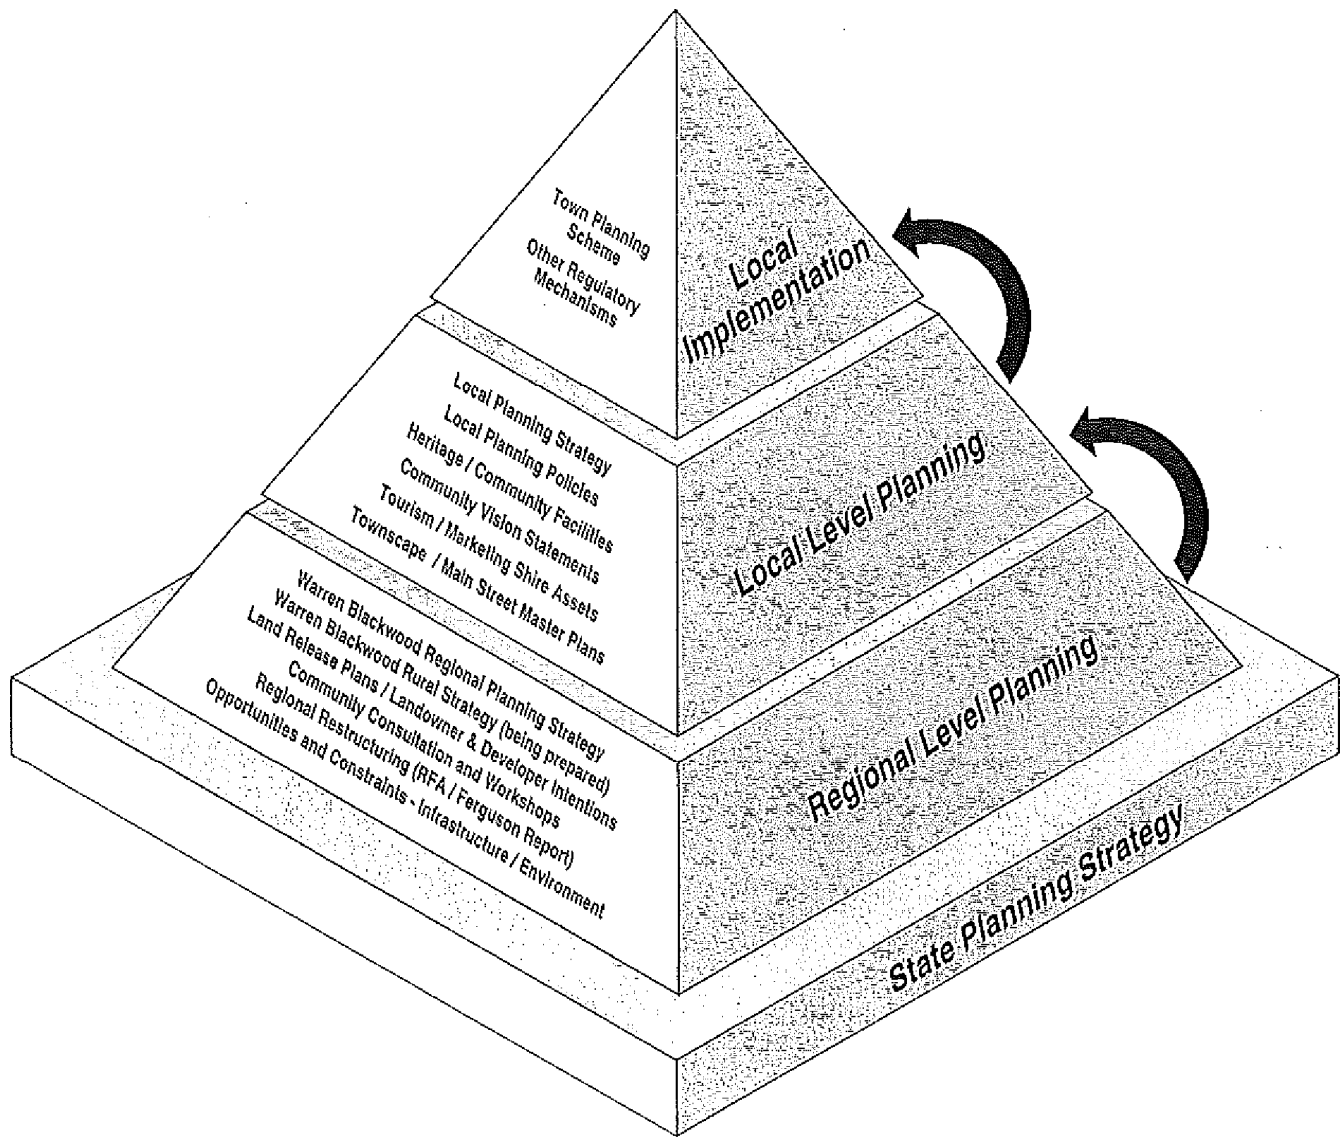 Town Planning
Scheme
Other Regulatory
Mechanisms
Local
Implementation
Local Planning Strategy
Local Planning Policies
Heritage / Community Facilities
Community Vision Statements
Tourism / Marketing Shire Assets
Townscape / Main Street Master Plans
Local Level Planning
Warren Blackwood Regional Planning Strategy
Warren Blackwood Rural Strategy (being prepared)
Land Release Plans / Landowner & Developer Intentions
Community Consultation and Workshops
Regional Restructuring (RFA / Ferguson Report)
Opportunities and Constraints - Infrastructure / Environment
Regional Level Planning
State Planning Strategy